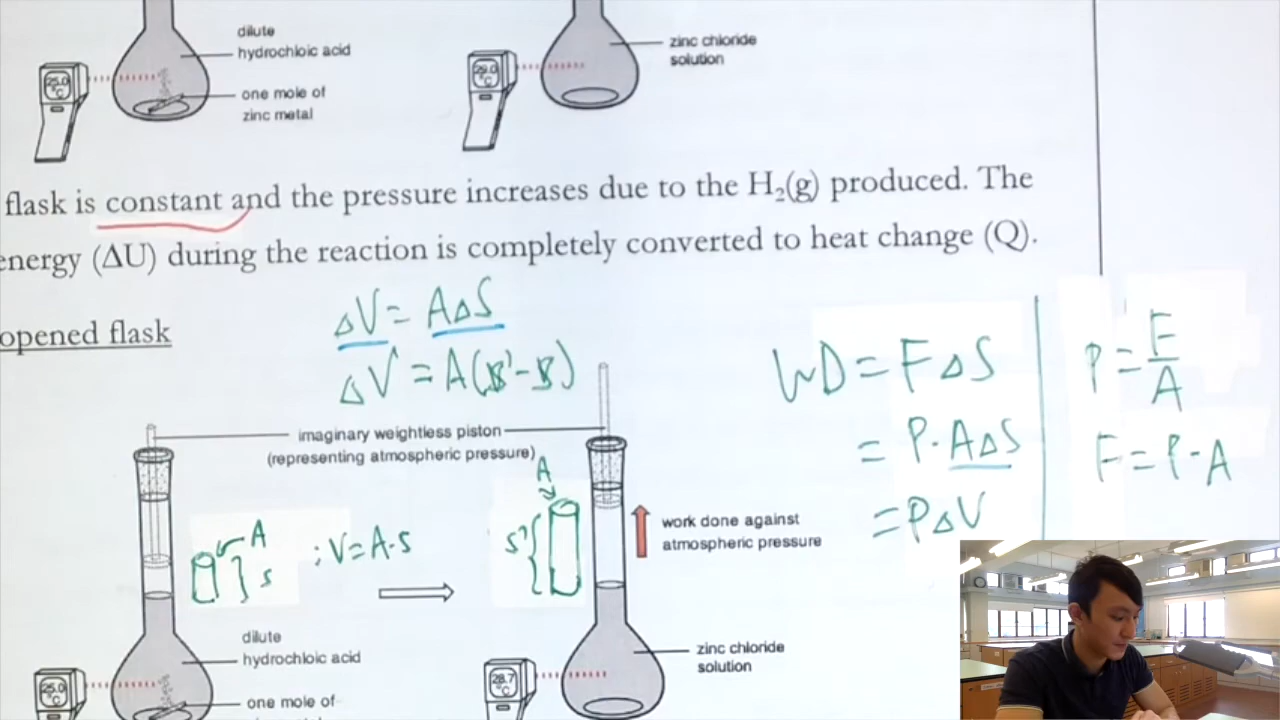 dilute
hydrochloic acid
25.0
°C
one mole of
zinc metal
29.0
°C
zinc chloride
solution
flask is constant and the pressure increases due to the H₂(g) produced. The
energy (ΔU) during the reaction is completely converted to heat change (Q).
opened flask
ΔV = AΔS
ΔV = A(S'-S)
WD = FΔS
= P·AΔS
= PΔV
P = F/A
F = P·A
imaginary weightless piston
(representing atmospheric pressure)
A
S
; V=A·S
A
S'
work done against
atmospheric pressure
dilute
hydrochloic acid
25.0
°C
one mole of
28.7
°C
zinc chloride
solution